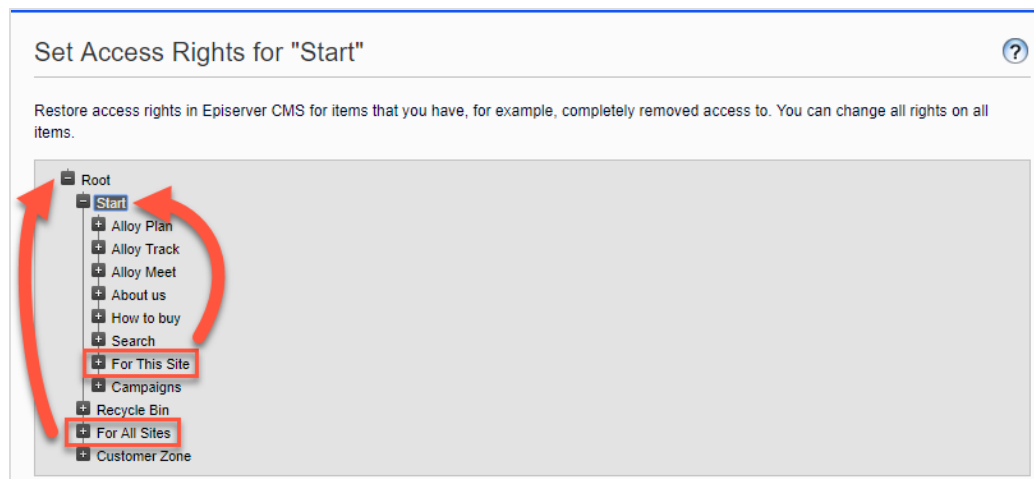 Set Access Rights for "Start"
?
Restore access rights in Episerver CMS for items that you have, for example, completely removed access to. You can change all rights on all
items.
Root
Start
Alloy Plan
Alloy Track
Alloy Meet
About us
How to buy
Search
For This Site
Campaigns
Recycle Bin
For All Sites
Customer Zone